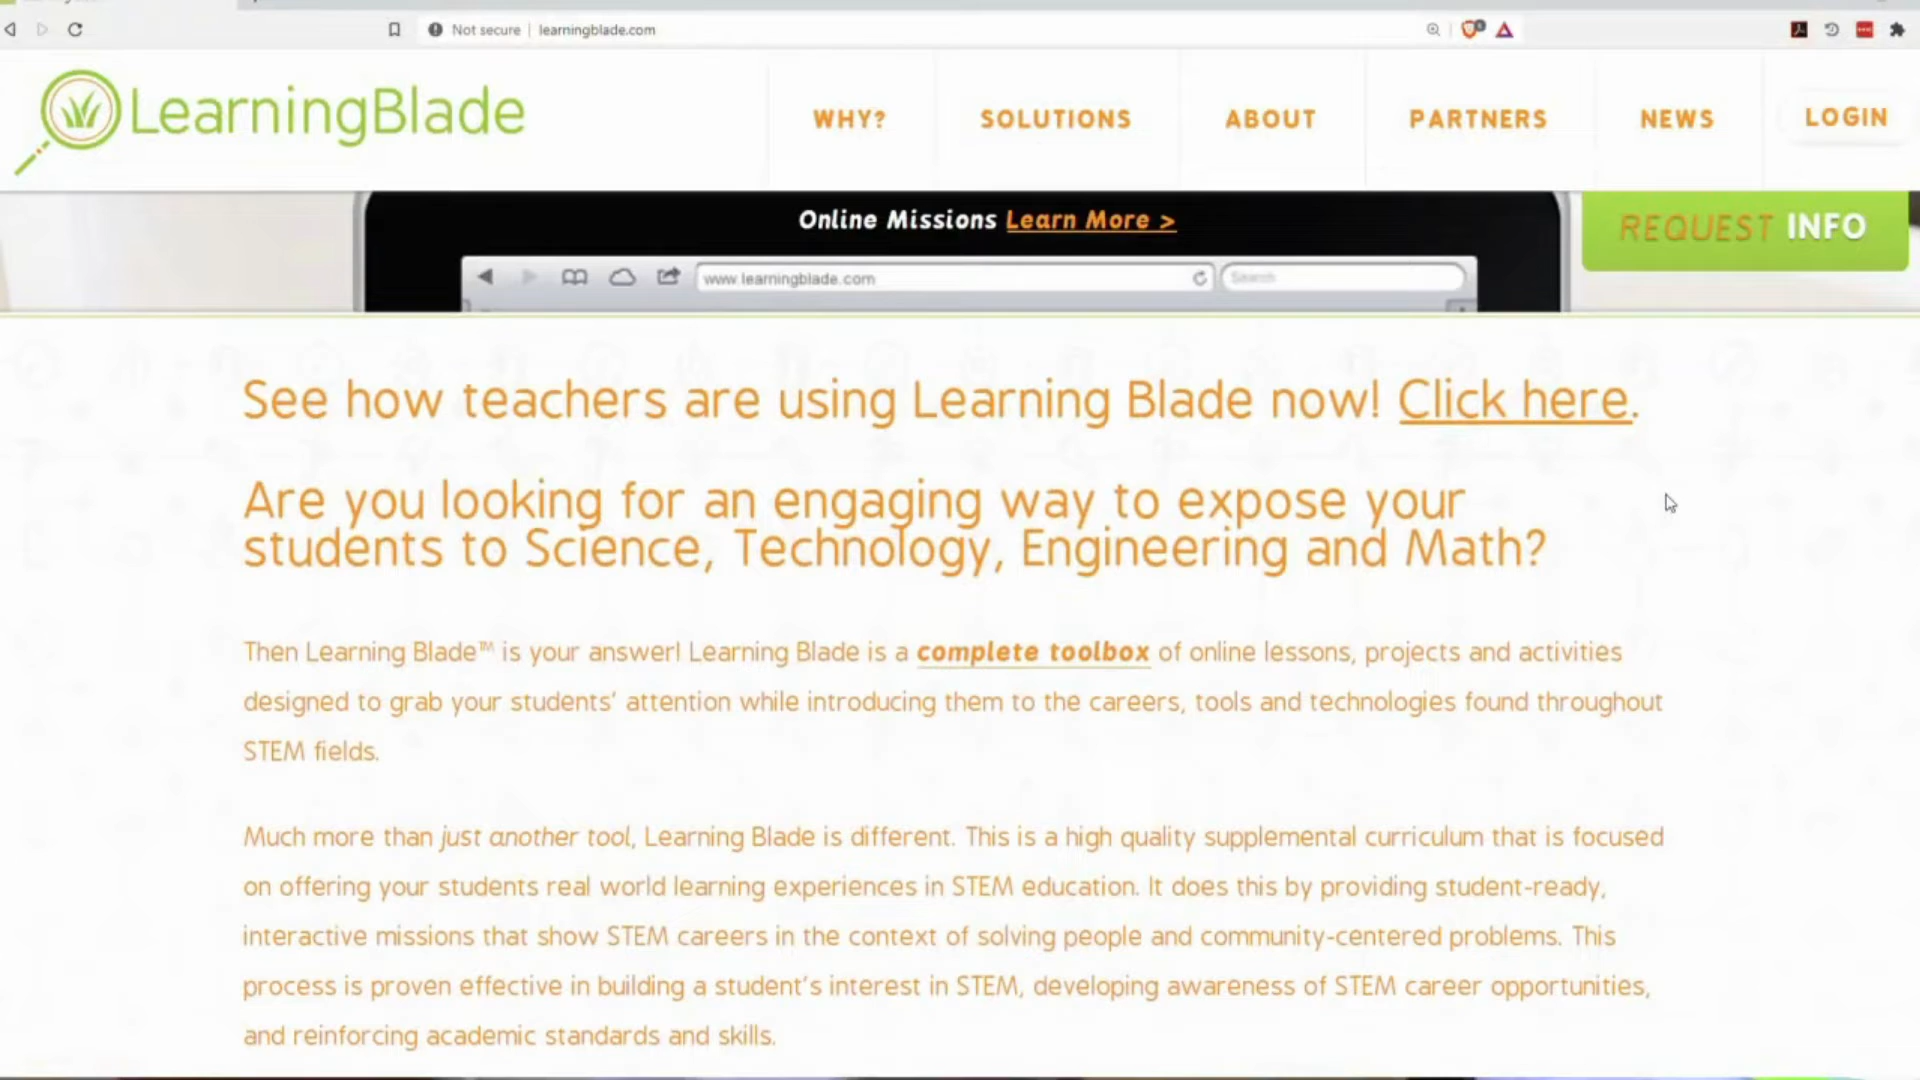 Not secure | learningblade.com
LearningBlade
WHY?
SOLUTIONS
ABOUT
PARTNERS
NEWS
LOGIN
Online Missions Learn More >
REQUEST INFO
www.learningblade.com
Search
See how teachers are using Learning Blade now! Click here.
Are you looking for an engaging way to expose your
students to Science, Technology, Engineering and Math?
Then Learning Blade™ is your answer! Learning Blade is a complete toolbox of online lessons, projects and activities
designed to grab your students' attention while introducing them to the careers, tools and technologies found throughout
STEM fields.
Much more than just another tool, Learning Blade is different. This is a high quality supplemental curriculum that is focused
on offering your students real world learning experiences in STEM education. It does this by providing student-ready,
interactive missions that show STEM careers in the context of solving people and community-centered problems. This
process is proven effective in building a student's interest in STEM, developing awareness of STEM career opportunities,
and reinforcing academic standards and skills.